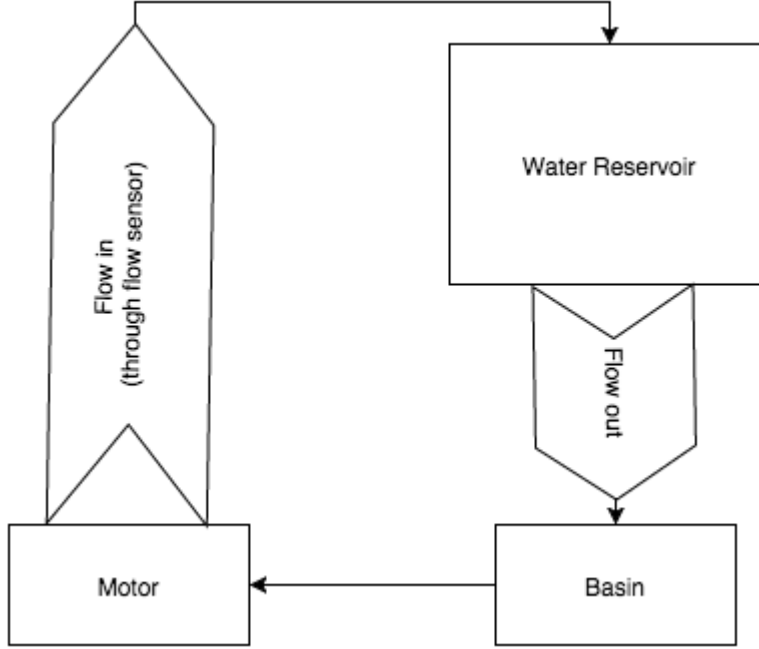 Water Reservoir
Flow in
(through flow sensor)
Flow out
Motor
Basin